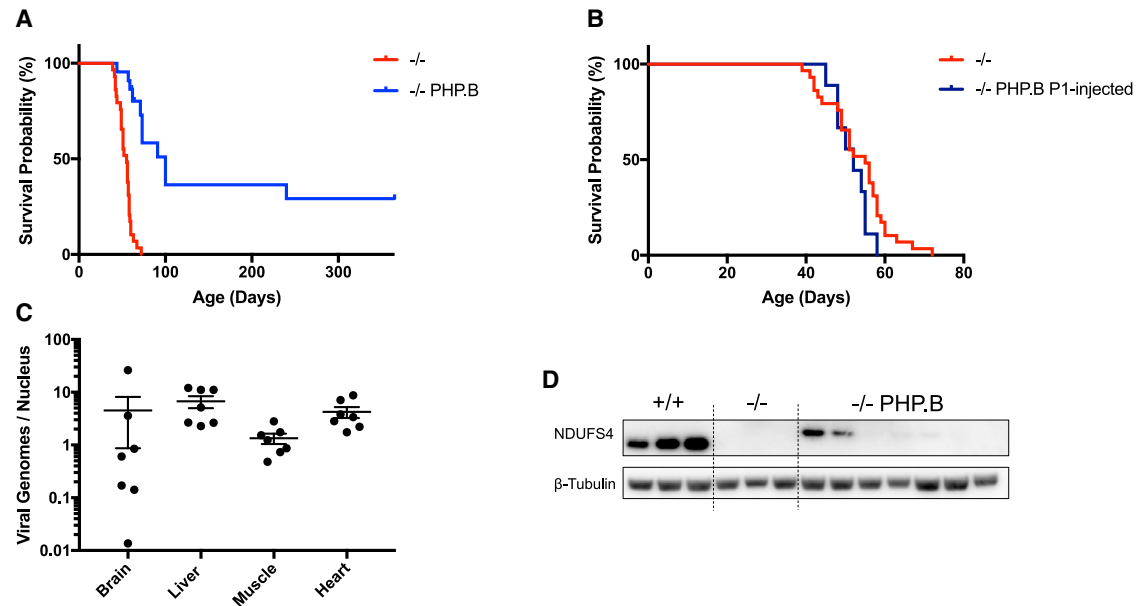 A
Survival Probability (%)
100
50
0
0 100 200 300
Age (Days)
-/-
-/- PHP.B
B
Survival Probability (%)
100
50
0
0 20 40 60 80
Age (Days)
-/-
-/- PHP.B P1-injected
C
Viral Genomes / Nucleus
100
10
1
0.1
0.01
Brain Liver Muscle Heart
D
+/+ -/- -/- PHP.B
NDUFS4
β-Tubulin